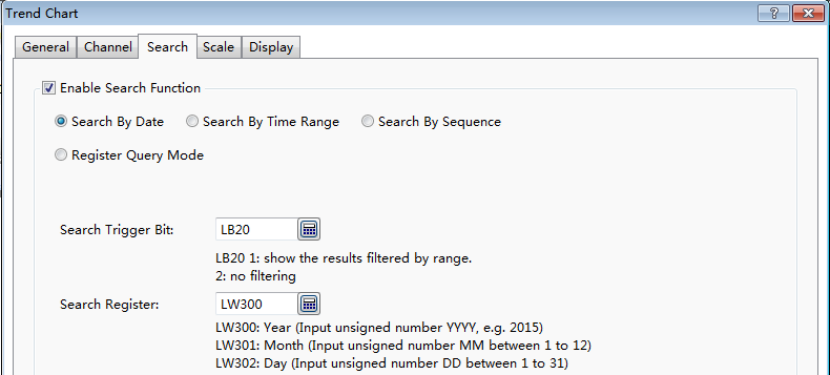 Trend Chart
General Channel Search Scale Display
Enable Search Function
Search By Date Search By Time Range Search By Sequence
Register Query Mode
Search Trigger Bit: LB20
LB20 1: show the results filtered by range.
2: no filtering
Search Register: LW300
LW300: Year (Input unsigned number YYYY, e.g. 2015)
LW301: Month (Input unsigned number MM between 1 to 12)
LW302: Day (Input unsigned number DD between 1 to 31)